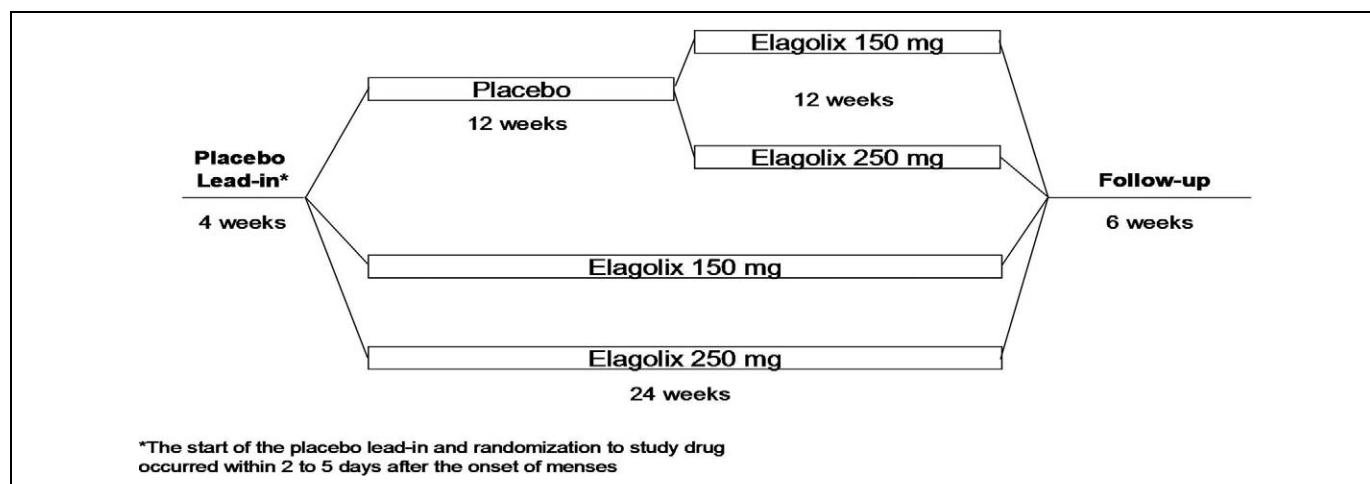 Elagolix 150 mg
Placebo
12 weeks
12 weeks
Elagolix 250 mg
Placebo
Lead-in*
4 weeks
Follow-up
6 weeks
Elagolix 150 mg
Elagolix 250 mg
24 weeks
*The start of the placebo lead-in and randomization to study drug
occurred within 2 to 5 days after the onset of menses